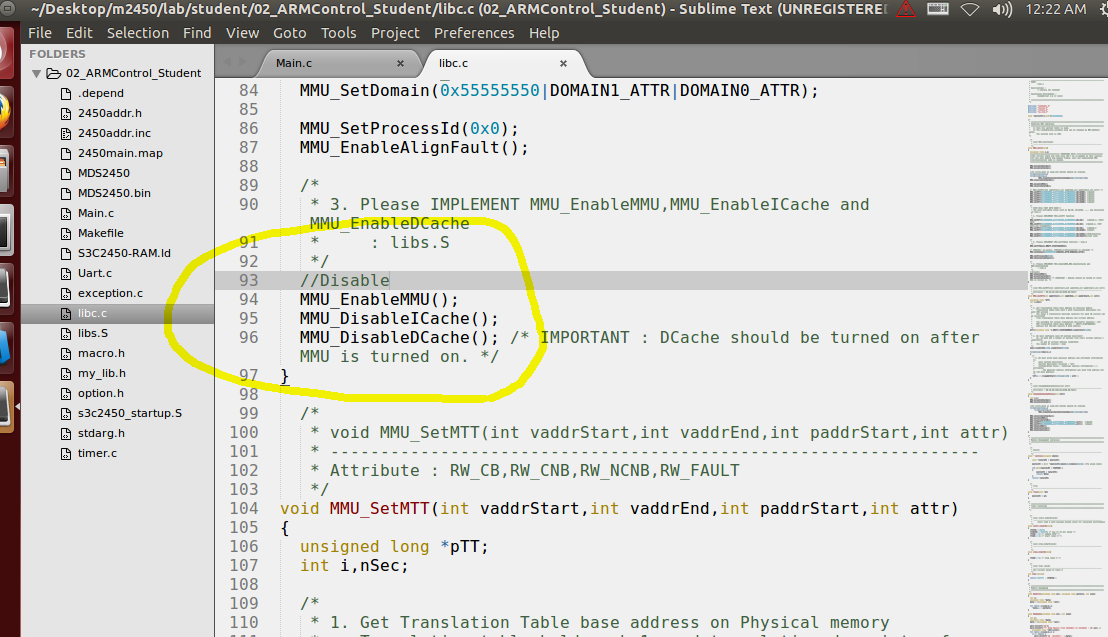 ~/Desktop/m2450/lab/student/02_ARMControl_Student/libc.c (02_ARMControl_Student) - Sublime Text (UNREGISTERED
12:22 AM
File Edit Selection Find View Goto Tools Project Preferences Help
FOLDERS
02_ARMControl_Student
.depend
2450addr.h
2450addr.inc
2450main.map
MDS2450
MDS2450.bin
Main.c
Makefile
S3C2450-RAM.ld
Uart.c
exception.c
libc.c
libs.S
macro.h
my_lib.h
option.h
s3c2450_startup.S
stdarg.h
timer.c
Main.c × libc.c ×
84 MMU_SetDomain(0x55555550|DOMAIN1_ATTR|DOMAIN0_ATTR);
85
86 MMU_SetProcessId(0x0);
87 MMU_EnableAlignFault();
88
89 /*
90 * 3. Please IMPLEMENT MMU_EnableMMU,MMU_EnableICache and
MMU_EnableDCache
91 * : libs.S
92 */
93 //Disable
94 MMU_EnableMMU();
95 MMU_DisableICache();
96 MMU_DisableDCache(); /* IMPORTANT : DCache should be turned on after
MMU is turned on. */
97 }
98
99 /*
100 * void MMU_SetMTT(int vaddrStart,int vaddrEnd,int paddrStart,int attr)
101 * -----------------------------------------------------------------
102 * Attribute : RW_CB,RW_CNB,RW_NCNB,RW_FAULT
103 */
104 void MMU_SetMTT(int vaddrStart,int vaddrEnd,int paddrStart,int attr)
105 {
106 unsigned long *pTT;
107 int i,nSec;
108
109 /*
110 * 1. Get Translation Table base address on Physical memory